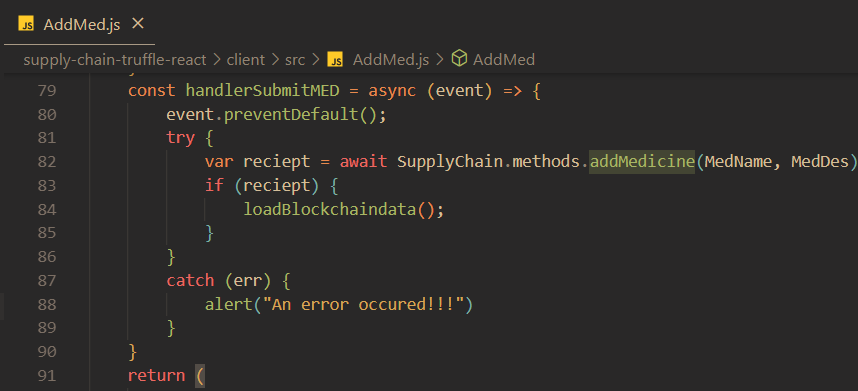 JS AddMed.js ×
supply-chain-truffle-react > client > src > JS AddMed.js > AddMed
79 const handlerSubmitMED = async (event) => {
80 event.preventDefault();
81 try {
82 var reciept = await SupplyChain.methods.addMedicine(MedName, MedDes)
83 if (reciept) {
84 loadBlockchaindata();
85 }
86 }
87 catch (err) {
88 alert("An error occured!!!")
89 }
90 }
91 return (